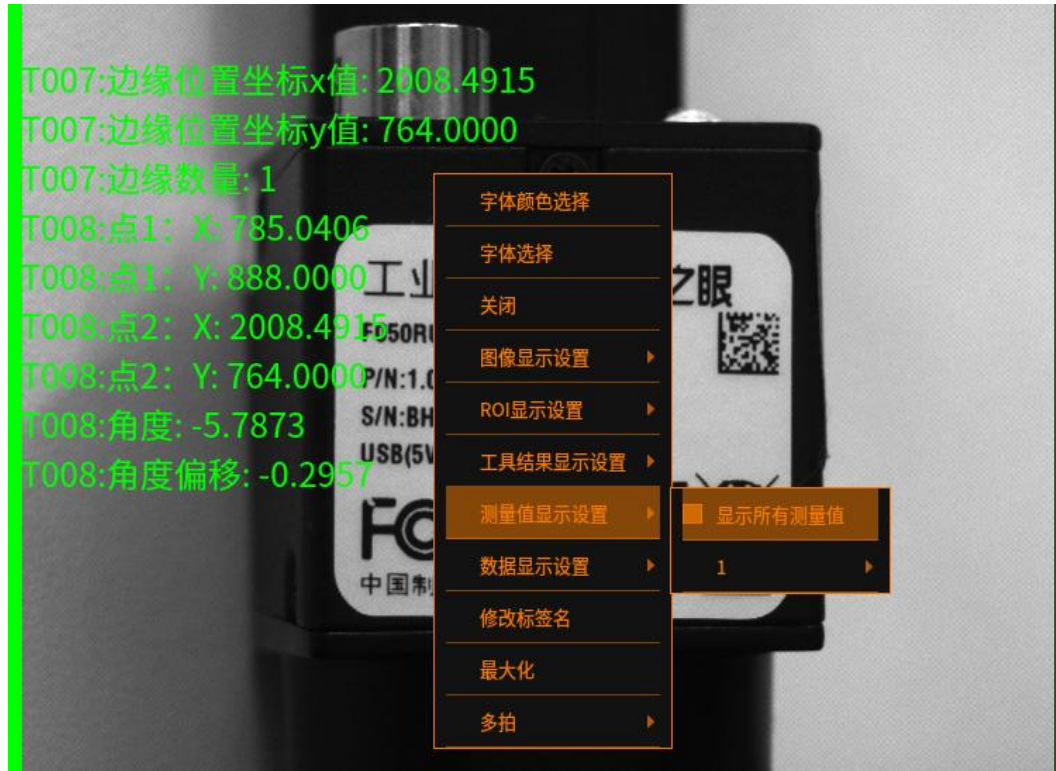 T007:边缘位置坐标x值: 2008.4915
T007:边缘位置坐标y值: 764.0000
T007:边缘数量: 1
T008:点1: X: 785.0406
T008:点1: Y: 888.0000
T008:点2: X: 2008.4915
T008:点2: Y: 764.0000
T008:角度: -5.7873
T008:角度偏移: -0.2957
字体颜色选择
字体选择
关闭
图像显示设置
ROI显示设置
工具结果显示设置
测量值显示设置
数据显示设置
修改标签名
最大化
多拍
显示所有测量值
1
工业
之眼
P/N:1.0
S/N:BH
USB(5V
FC
中国制